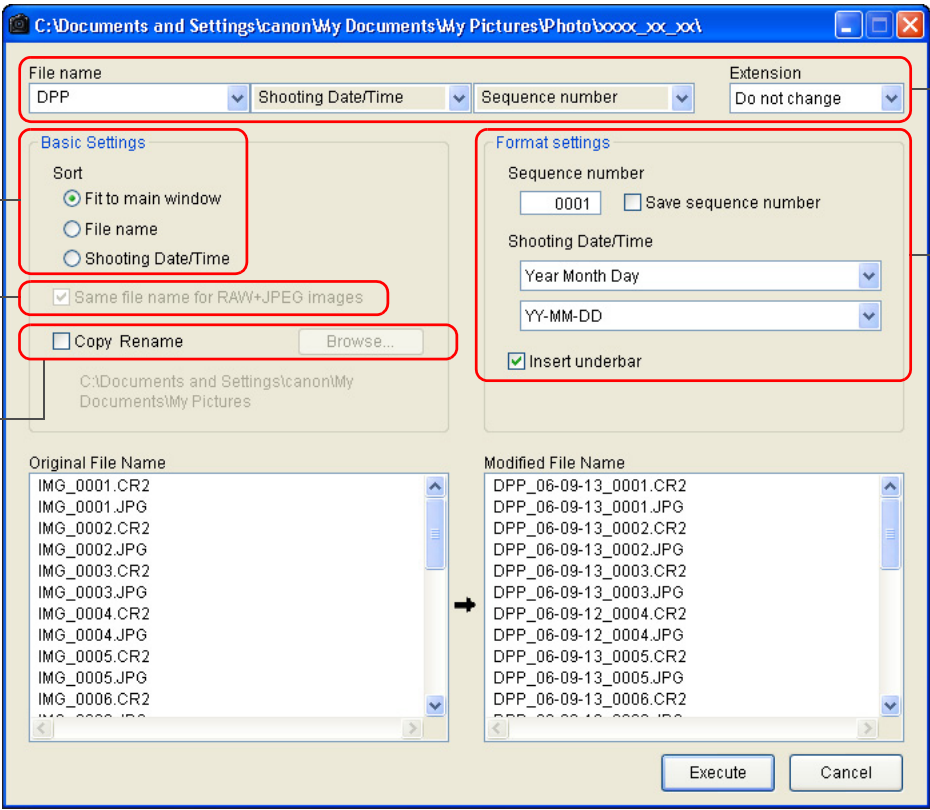 C:\Documents and Settings\canon\My Documents\My Pictures\Photo\xxxx_xx_xx\
File name
Extension
DPP
Shooting Date/Time
Sequence number
Do not change
Basic Settings
Sort
Fit to main window
File name
Shooting Date/Time
Same file name for RAW+JPEG images
Copy Rename
Browse...
C:\Documents and Settings\canon\My
Documents\My Pictures
Format settings
Sequence number
0001
Save sequence number
Shooting Date/Time
Year Month Day
YY-MM-DD
Insert underbar
Original File Name
IMG_0001.CR2
IMG_0001.JPG
IMG_0002.CR2
IMG_0002.JPG
IMG_0003.CR2
IMG_0003.JPG
IMG_0004.CR2
IMG_0004.JPG
IMG_0005.CR2
IMG_0005.JPG
IMG_0006.CR2
Modified File Name
DPP_06-09-13_0001.CR2
DPP_06-09-13_0001.JPG
DPP_06-09-13_0002.CR2
DPP_06-09-13_0002.JPG
DPP_06-09-13_0003.CR2
DPP_06-09-13_0003.JPG
DPP_06-09-12_0004.CR2
DPP_06-09-12_0004.JPG
DPP_06-09-13_0005.CR2
DPP_06-09-13_0005.JPG
DPP_06-09-13_0006.CR2
Execute
Cancel